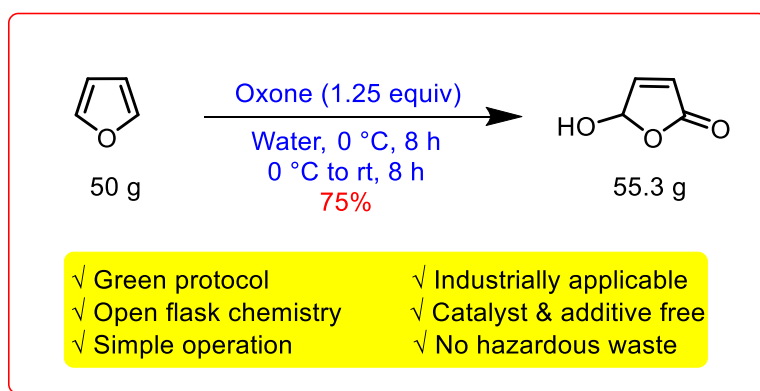 Oxone (1.25 equiv)
Water, 0 °C, 8 h
0 °C to rt, 8 h
75%
O
50 g
HO
O
O
55.3 g
√ Green protocol
√ Industrially applicable
√ Open flask chemistry
√ Catalyst & additive free
√ Simple operation
√ No hazardous waste